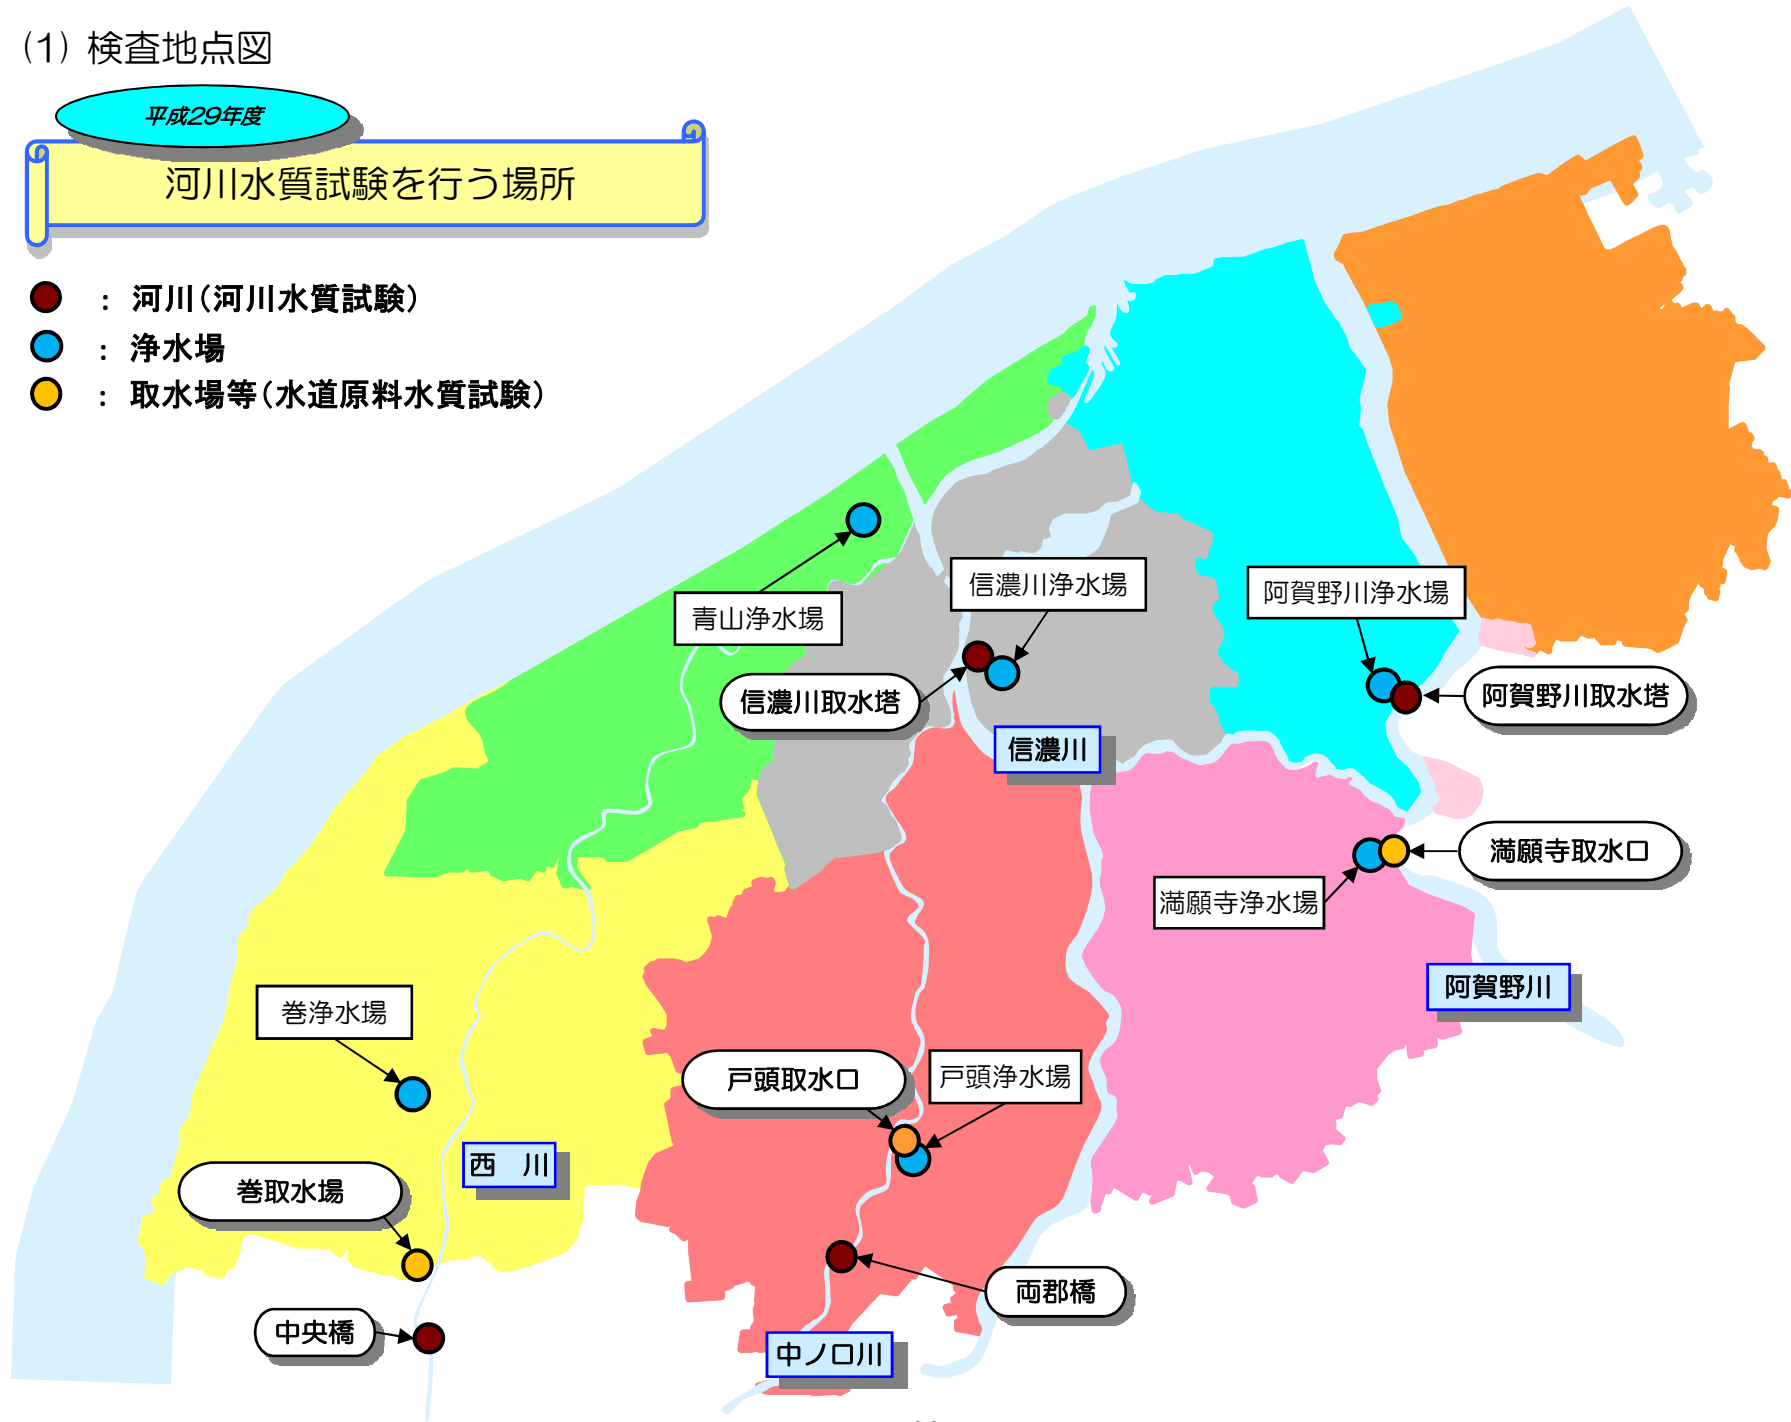 (1) 検査地点図
平成29年度
河川水質試験を行う場所
： 河川（河川水質試験）
： 浄水場
： 取水場等（水道原料水質試験）
青山浄水場
信濃川浄水場
阿賀野川浄水場
信濃川取水塔
阿賀野川取水塔
信濃川
満願寺取水口
満願寺浄水場
阿賀野川
巻浄水場
戸頭取水口
戸頭浄水場
西　川
巻取水場
両郡橋
中央橋
中ノ口川